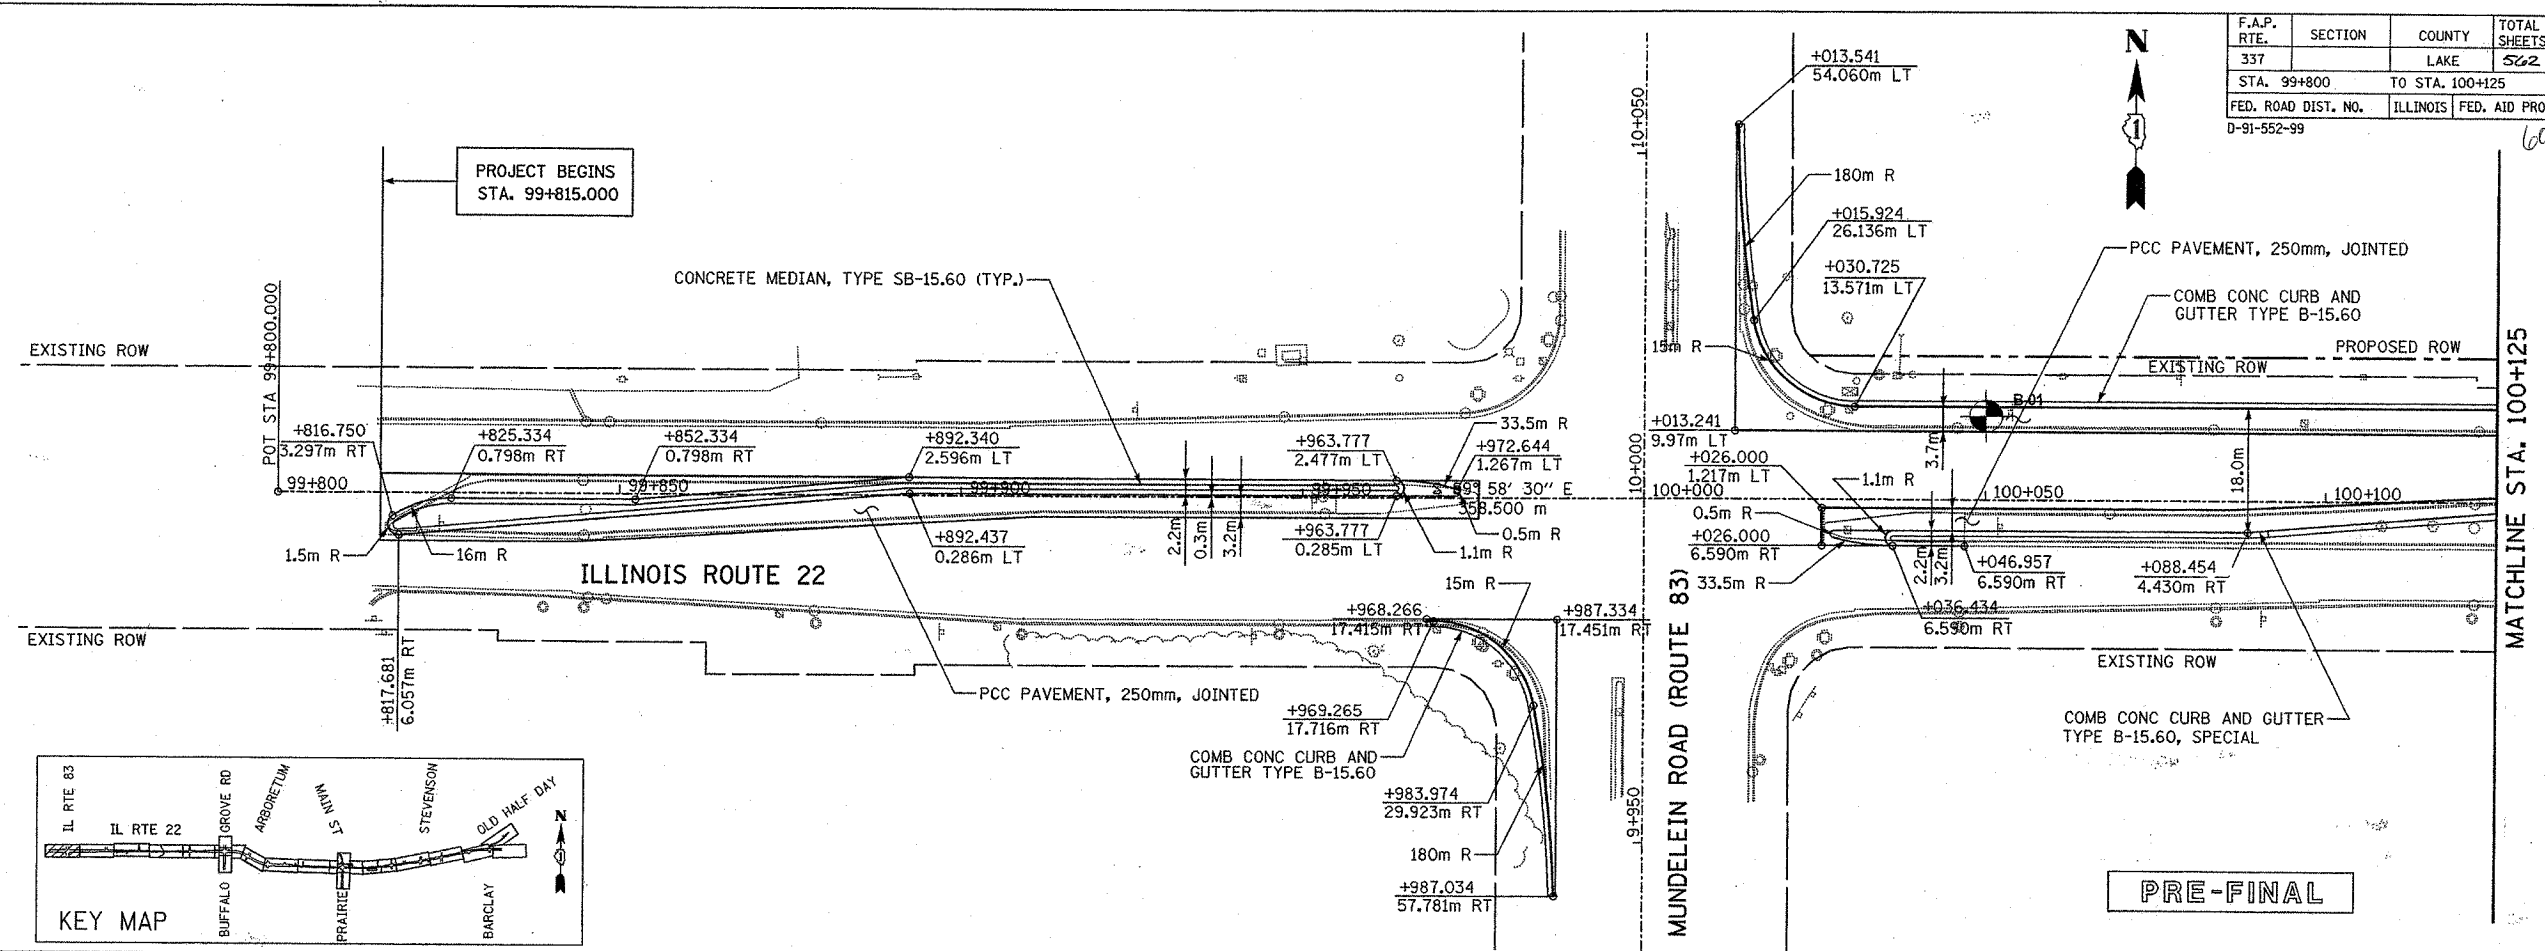 F.A.P.
RTE.
SECTION
COUNTY
TOTAL
SHEETS
337
LAKE
562
STA. 99+800 TO STA. 100+125
FED. ROAD DIST. NO.
ILLINOIS
FED. AID PRO
D-91-552-99
N
1
PROJECT BEGINS
STA. 99+815.000
CONCRETE MEDIAN, TYPE SB-15.60 (TYP.)
EXISTING ROW
POT STA 99+800.000
99+800
+816.750
3.297m RT
+825.334
0.798m RT
+852.334
0.798m RT
99+850
+892.340
2.596m LT
99+900
+963.777
2.477m LT
99+950
33.5m R
+972.644
1.267m LT
89° 58' 30" E
358.500 m
0.5m R
1.1m R
+963.777
0.285m LT
2.2m
0.3m
3.2m
+892.437
0.286m LT
1.5m R
16m R
ILLINOIS ROUTE 22
EXISTING ROW
+817.681
6.057m RT
PCC PAVEMENT, 250mm, JOINTED
15m R
+968.266
17.415m RT
+987.334
17.451m RT
+969.265
17.716m RT
COMB CONC CURB AND
GUTTER TYPE B-15.60
+983.974
29.923m RT
180m R
+987.034
57.781m RT
10+050
10+000
9+950
MUNDELEIN ROAD (ROUTE 83)
+013.541
54.060m LT
180m R
+015.924
26.136m LT
+030.725
13.571m LT
15m R
PCC PAVEMENT, 250mm, JOINTED
COMB CONC CURB AND
GUTTER TYPE B-15.60
PROPOSED ROW
EXISTING ROW
B-01
+013.241
9.97m LT
3.7m
18.0m
+026.000
1.217m LT
1.1m R
100+000
100+050
100+100
0.5m R
+026.000
6.590m RT
33.5m R
2.2m
3.2m
+046.957
6.590m RT
+088.454
4.430m RT
+036.434
6.590m RT
EXISTING ROW
COMB CONC CURB AND GUTTER
TYPE B-15.60, SPECIAL
MATCHLINE STA. 100+125
PRE-FINAL
IL RTE 83
IL RTE 22
GROVE RD
ARBORETUM
MAIN ST
STEVENSON
OLD HALF DAY
N
BUFFALO
PRAIRIE
BARCLAY
KEY MAP